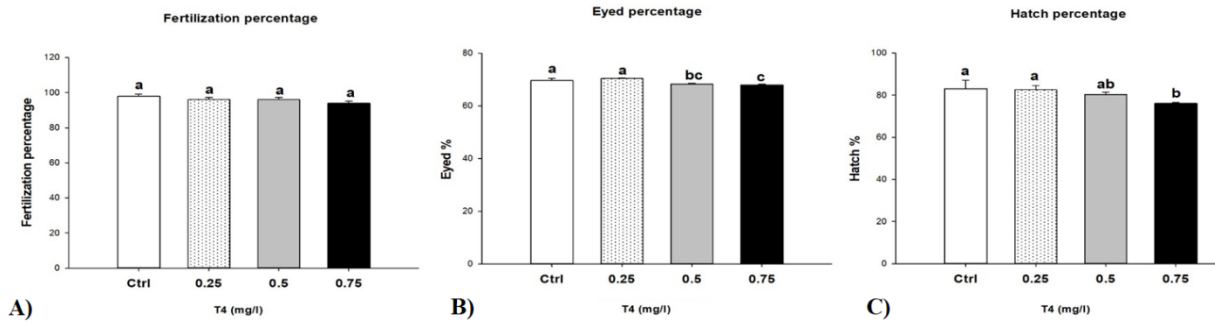 Fertilization percentage
Fertilization percentage
120
100
80
60
40
20
0
a
a
a
a
Ctrl 0.25 0.5 0.75
T4 (mg/l)
A)
Eyed percentage
Eyed %
80
60
40
20
0
a
a
bc
c
Ctrl 0.25 0.5 0.75
T4 (mg/l)
B)
Hatch percentage
Hatch %
100
80
60
40
20
0
a
a
ab
b
Ctrl 0.25 0.5 0.75
T4 (mg/l)
C)